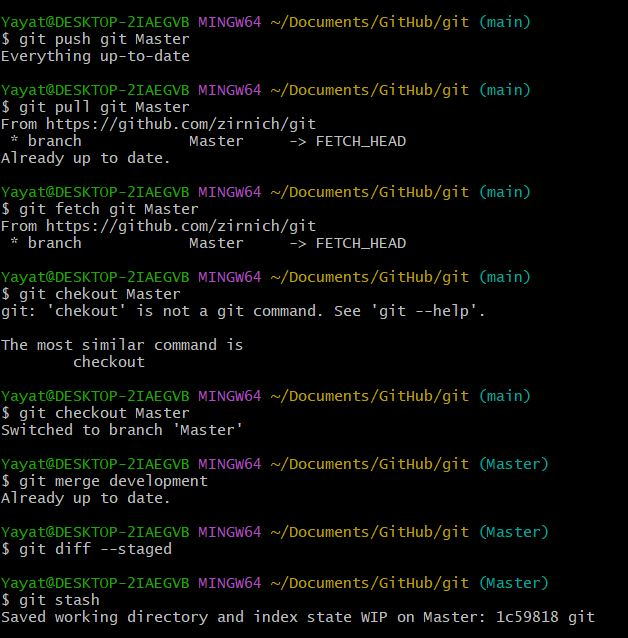 Yayat@DESKTOP-2IAEGVB MINGW64 ~/Documents/GitHub/git (main)
$ git push git Master
Everything up-to-date
Yayat@DESKTOP-2IAEGVB MINGW64 ~/Documents/GitHub/git (main)
$ git pull git Master
From https://github.com/zirnich/git
 * branch            Master     -> FETCH_HEAD
Already up to date.
Yayat@DESKTOP-2IAEGVB MINGW64 ~/Documents/GitHub/git (main)
$ git fetch git Master
From https://github.com/zirnich/git
 * branch            Master     -> FETCH_HEAD
Yayat@DESKTOP-2IAEGVB MINGW64 ~/Documents/GitHub/git (main)
$ git chekout Master
git: 'chekout' is not a git command. See 'git --help'.
The most similar command is
        checkout
Yayat@DESKTOP-2IAEGVB MINGW64 ~/Documents/GitHub/git (main)
$ git checkout Master
Switched to branch 'Master'
Yayat@DESKTOP-2IAEGVB MINGW64 ~/Documents/GitHub/git (Master)
$ git merge development
Already up to date.
Yayat@DESKTOP-2IAEGVB MINGW64 ~/Documents/GitHub/git (Master)
$ git diff --staged
Yayat@DESKTOP-2IAEGVB MINGW64 ~/Documents/GitHub/git (Master)
$ git stash
Saved working directory and index state WIP on Master: 1c59818 git